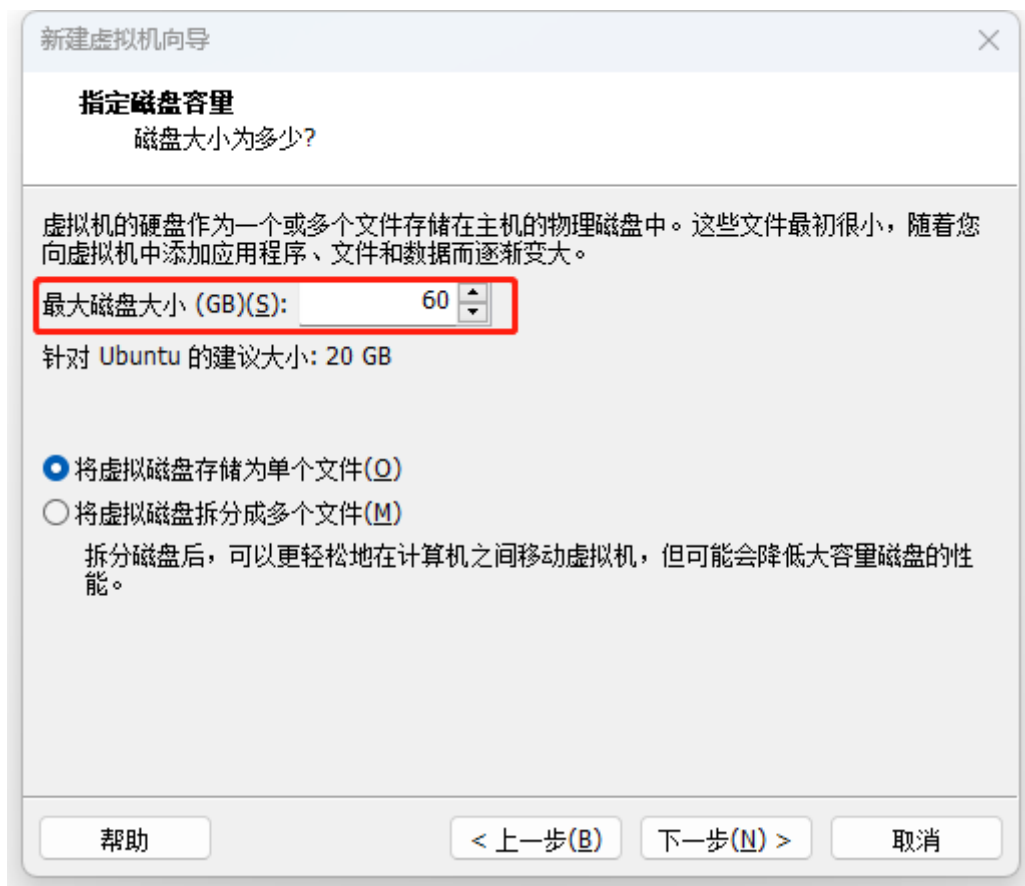 新建虚拟机向导
指定磁盘容量
磁盘大小为多少?
虚拟机的硬盘作为一个或多个文件存储在主机的物理磁盘中。这些文件最初很小，随着您
向虚拟机中添加应用程序、文件和数据而逐渐变大。
最大磁盘大小 (GB)(S): 60
针对 Ubuntu 的建议大小: 20 GB
将虚拟磁盘存储为单个文件(O)
将虚拟磁盘拆分成多个文件(M)
拆分磁盘后，可以更轻松地在计算机之间移动虚拟机，但可能会降低大容量磁盘的性
能。
帮助 < 上一步(B) 下一步(N) > 取消